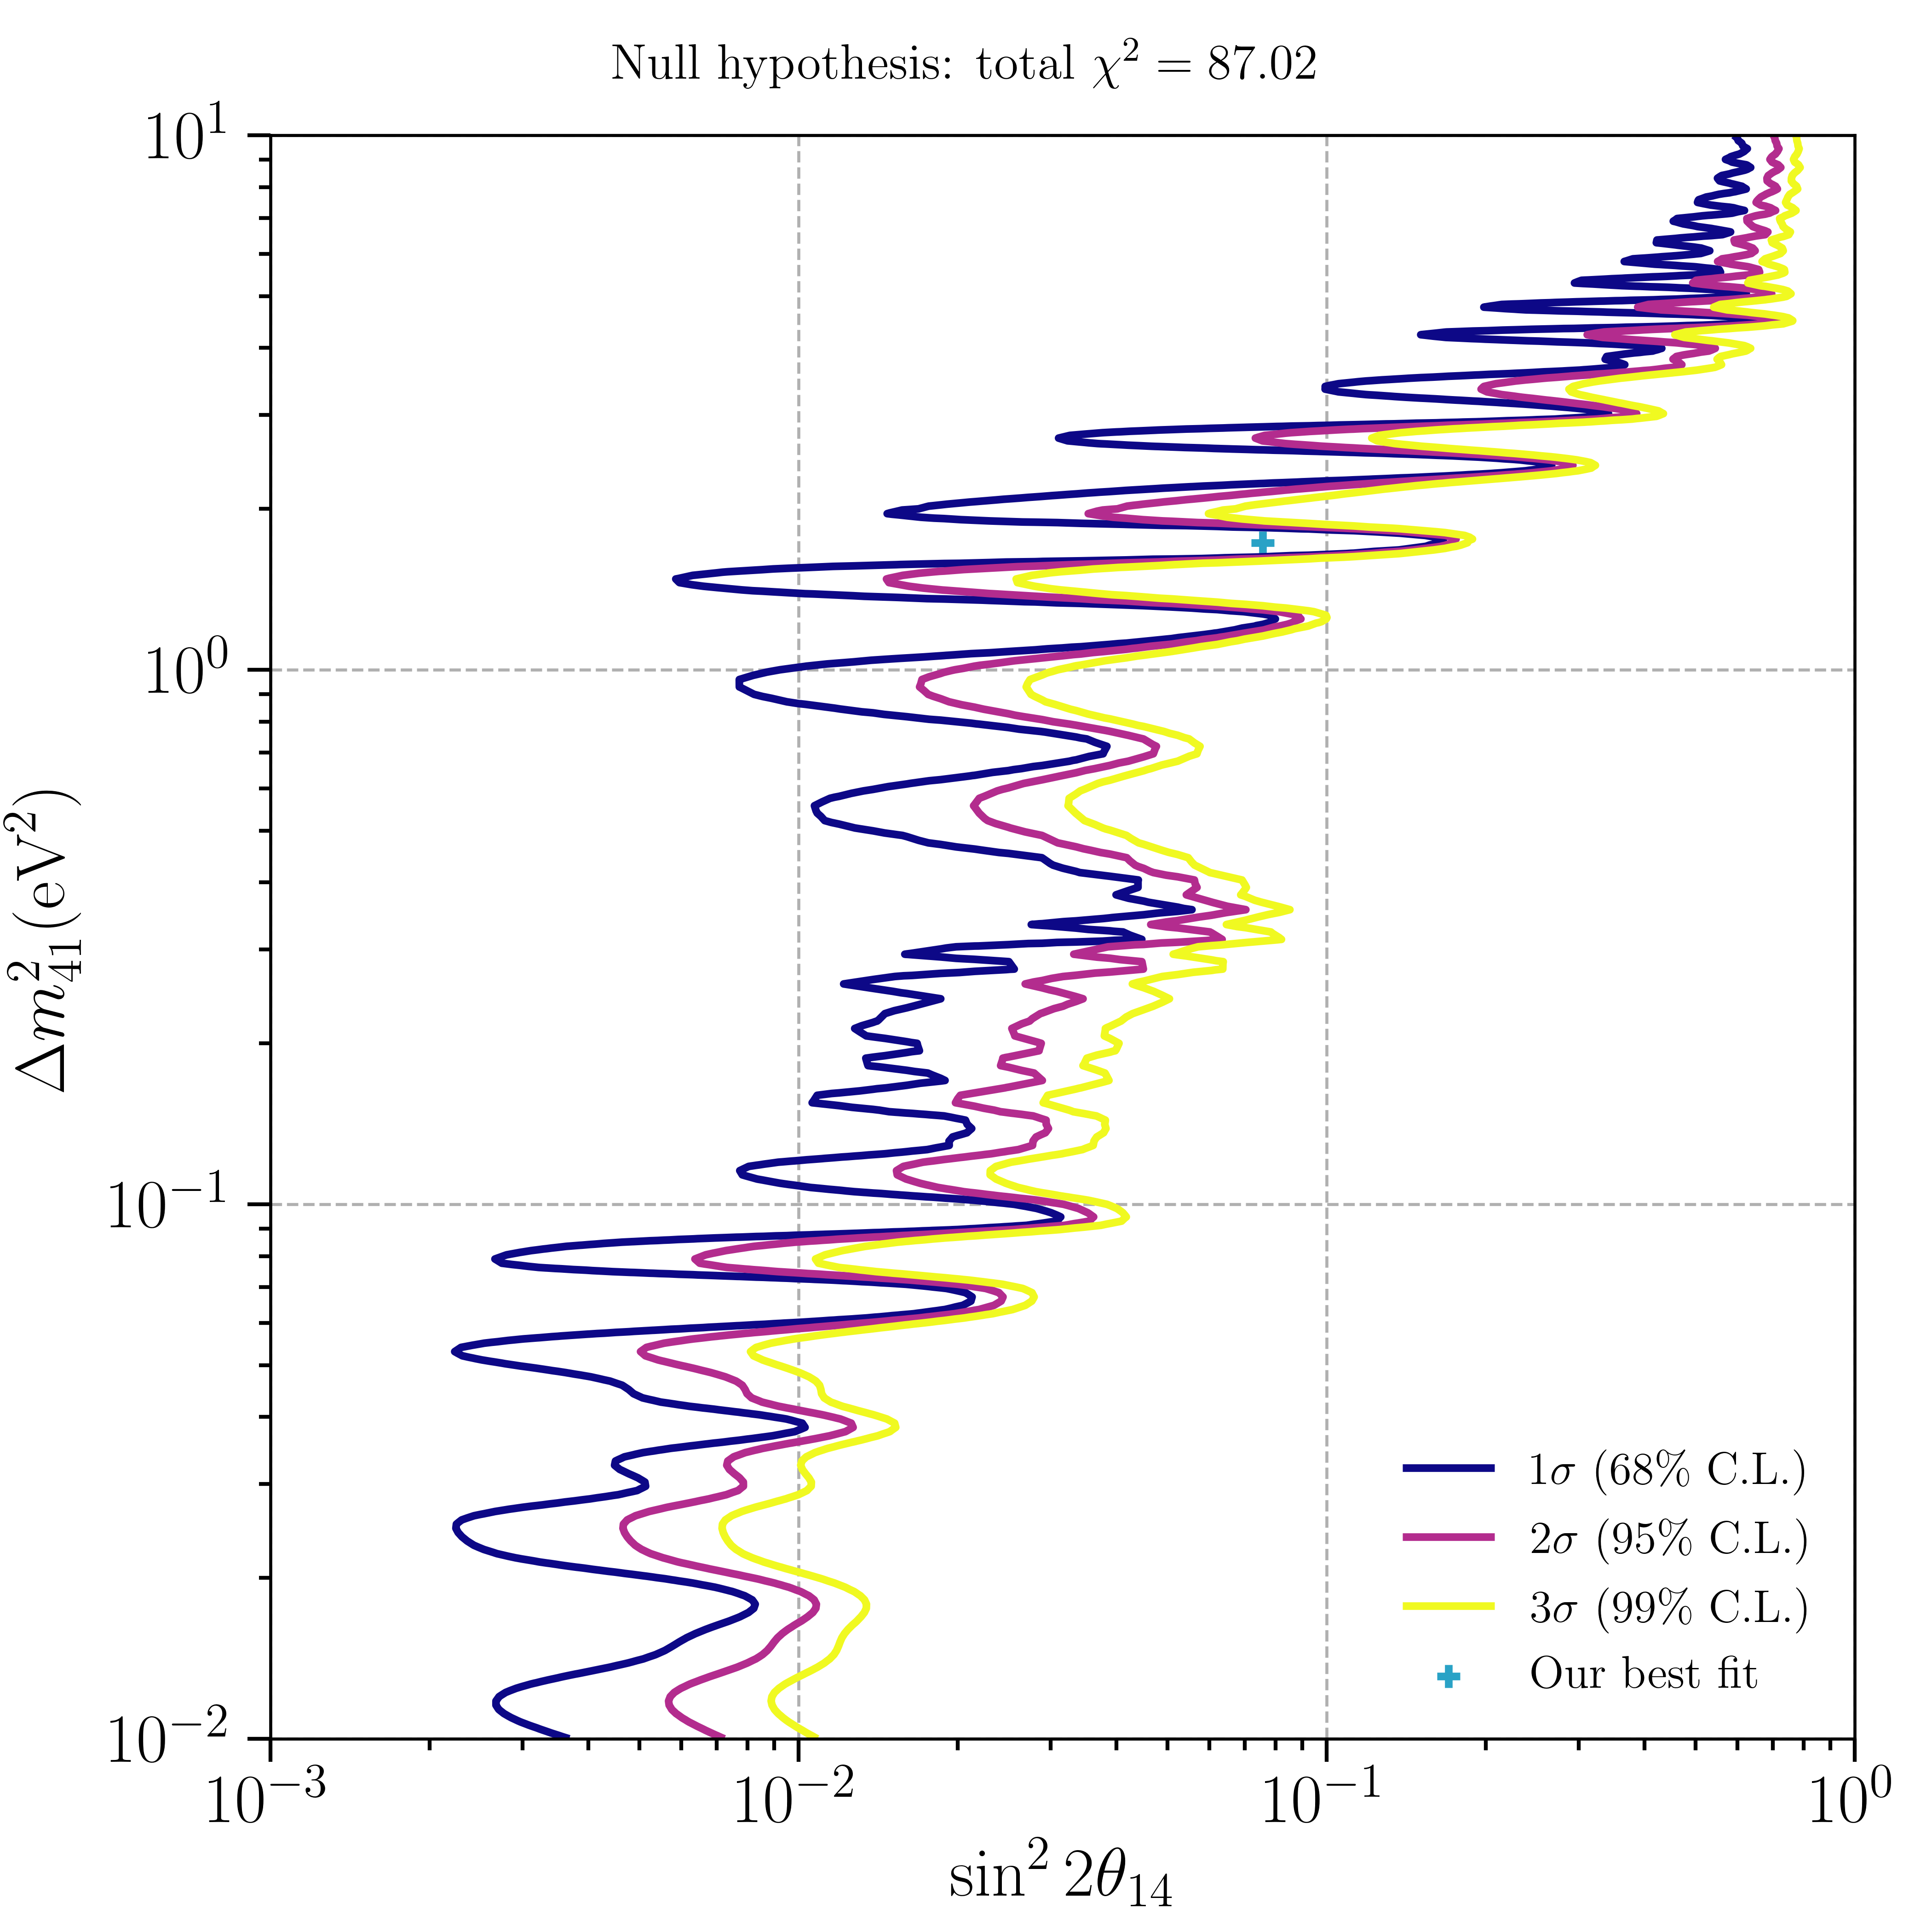 Null hypothesis: total χ² = 87.02
10¹
10⁰
10⁻¹
10⁻²
Δm²₄₁(eV²)
1σ (68% C.L.)
2σ (95% C.L.)
3σ (99% C.L.)
Our best fit
10⁻³
10⁻²
10⁻¹
10⁰
sin² 2θ₁₄